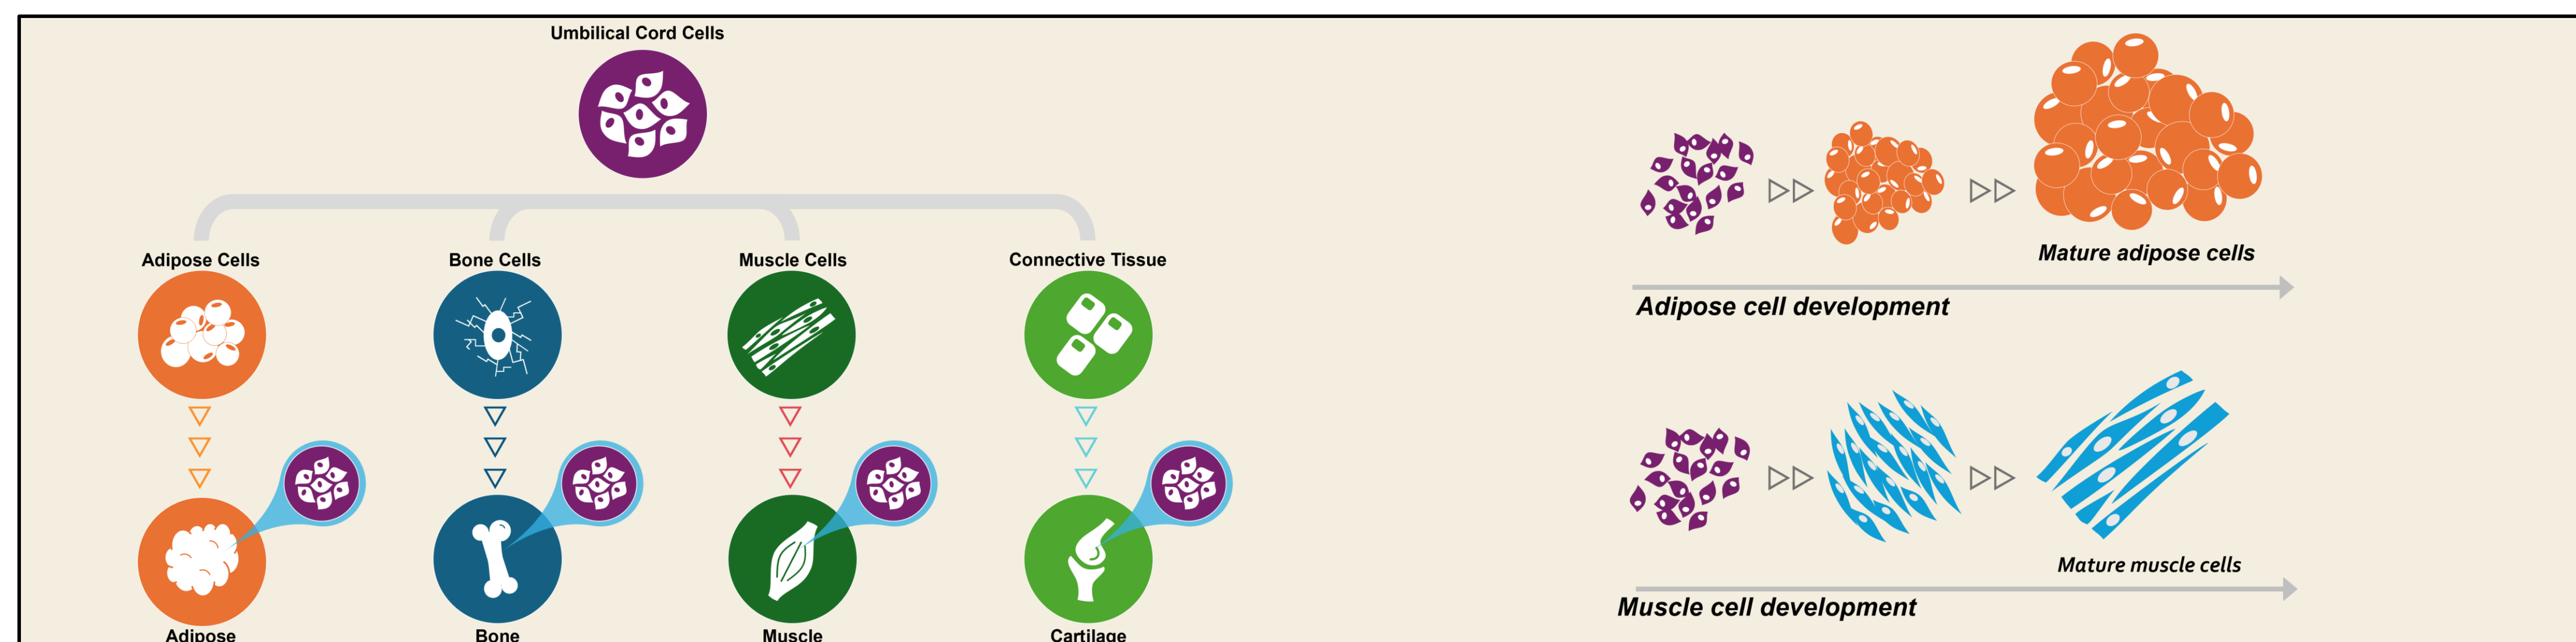 Umbilical Cord Cells
Adipose Cells
Bone Cells
Muscle Cells
Connective Tissue
Adipose
Bone
Muscle
Cartilage
Mature adipose cells
Adipose cell development
Mature muscle cells
Muscle cell development